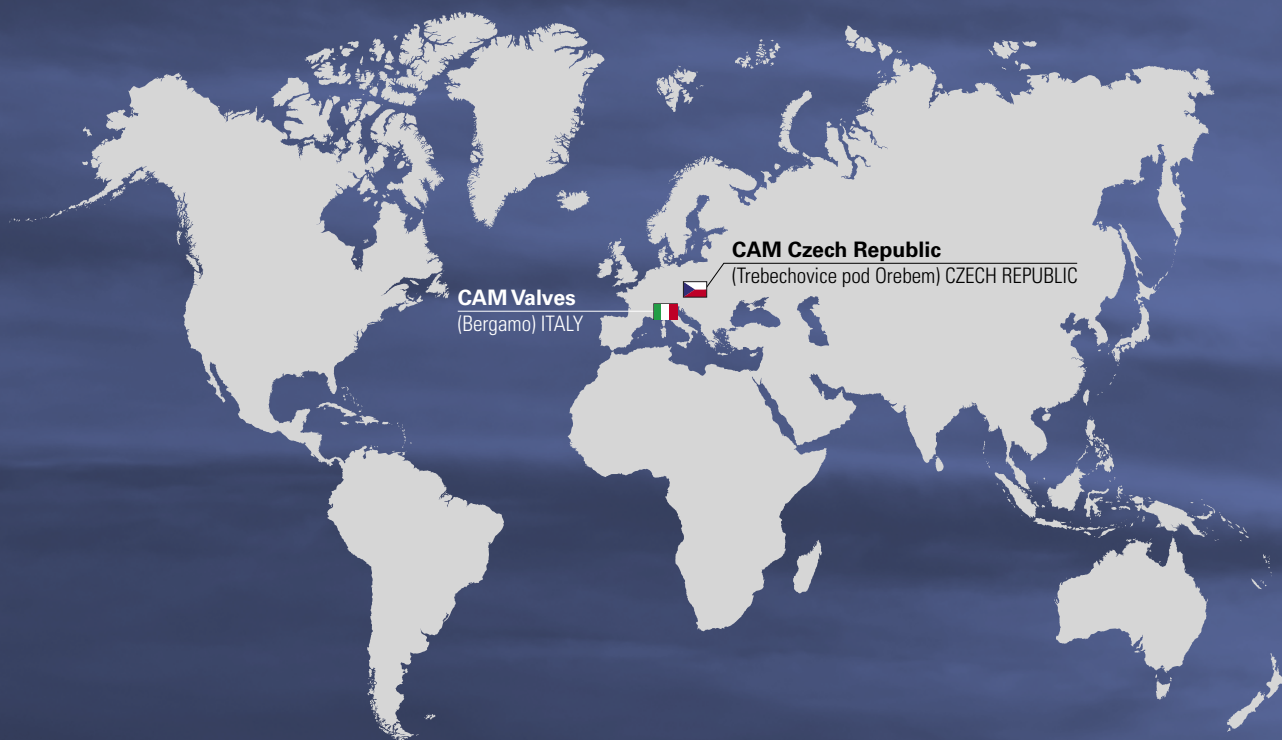 CAM Czech Republic
(Trebechovice pod Orebem) CZECH REPUBLIC
CAM Valves
(Bergamo) ITALY